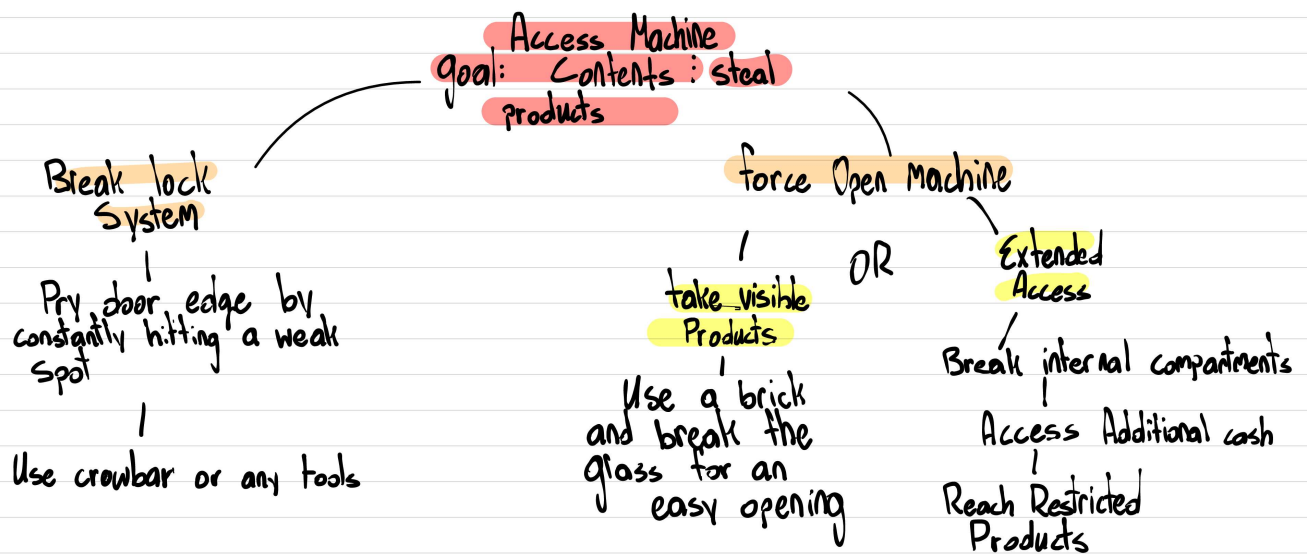 Access Machine
goal: Contents: steal
products
Break lock
System
Pry door edge by
constantly hitting a weak
Spot
Use crowbar or any tools
force Open Machine
OR
take visible
Products
Use a brick
and break the
glass for an
easy opening
Extended
Access
Break internal compartments
Access Additional cash
Reach Restricted
Products